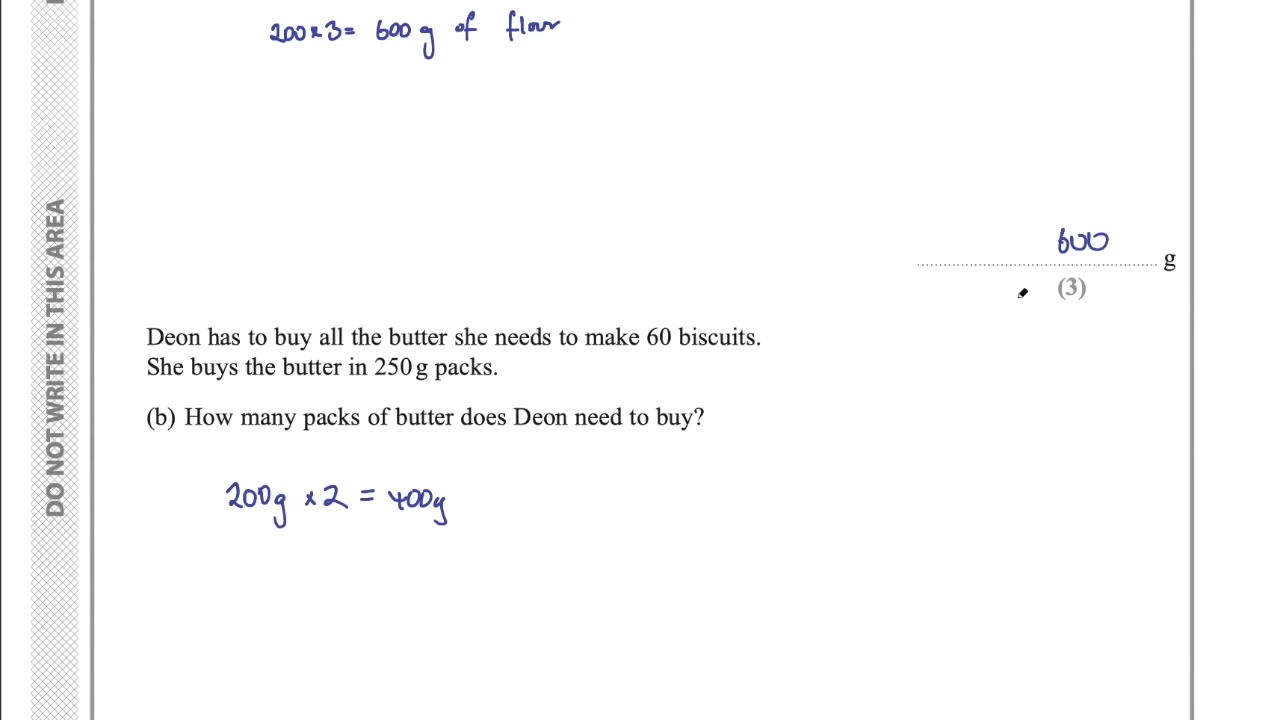 200 × 3 = 600 g of flour
600
g
(3)
Deon has to buy all the butter she needs to make 60 biscuits.
She buys the butter in 250 g packs.
(b) How many packs of butter does Deon need to buy?
200g × 2 = 400g
DO NOT WRITE IN THIS AREA